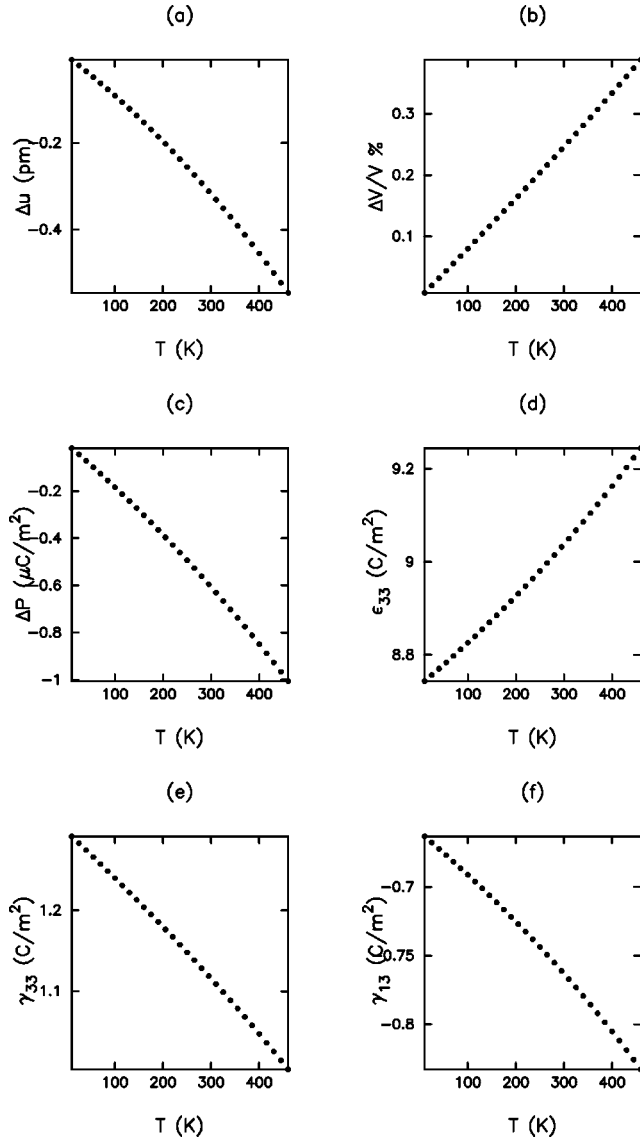 (a)
−0.2
−0.4
Δu (pm)
100 200 300 400
T (K)
(b)
0.3
0.2
0.1
ΔV/V %
100 200 300 400
T (K)
(c)
−0.2
−0.4
−0.6
−0.8
−1
ΔP (μC/m²)
100 200 300 400
T (K)
(d)
9.2
9
8.8
ε₃₃ (C/m²)
100 200 300 400
T (K)
(e)
1.2
1.1
γ₃₃ (C/m²)
100 200 300 400
T (K)
(f)
−0.7
−0.75
−0.8
γ₁₃ (C/m²)
100 200 300 400
T (K)